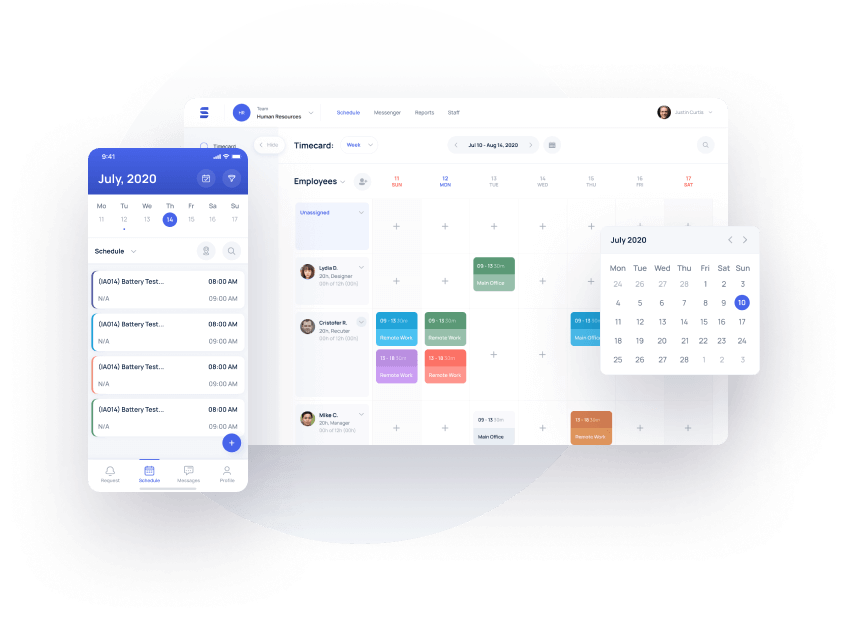 HR
Team
Human Resources
Schedule
Messenger
Reports
Staff
Justin Curtis
Timecard
Hide
Timecard:
Week
Jul 10 - Aug 14, 2020
Employees
11 SUN
12 MON
13 TUE
14 WED
15 THU
16 FRI
17 SAT
Unassigned
Lydia D.
20h, Designer
00h of 12h (00h)
09 - 13 30m
Main Office
Cristofer R.
20h, Recuter
00h of 12h (00h)
09 - 13 30m
Remote Work
09 - 13 30m
Remote Work
09 - 13 30m
Main Office
13 - 18 30m
Remote Work
13 - 18 30m
Remote Work
Mike C.
20h, Manager
00h of 12h (00h)
09 - 13 30m
Main Office
13 - 18 30m
Remote Work
9:41
July, 2020
Mo Tu We Th Fr Sa Su
11 12 13 14 15 16 17
Schedule
(IA014) Battery Test... 08:00 AM
N/A 09:00 AM
(IA014) Battery Test... 08:00 AM
N/A 09:00 AM
(IA014) Battery Test... 08:00 AM
N/A 09:00 AM
(IA014) Battery Test... 08:00 AM
N/A 09:00 AM
Request Schedule Messages Profile
July 2020
Mon Tue Wed Thu Fri Sat Sun
24 26 27 28 1 2 3
4 5 6 7 8 9 10
11 12 13 14 15 16 17
18 19 20 21 22 23 24
25 26 27 28 1 2 3